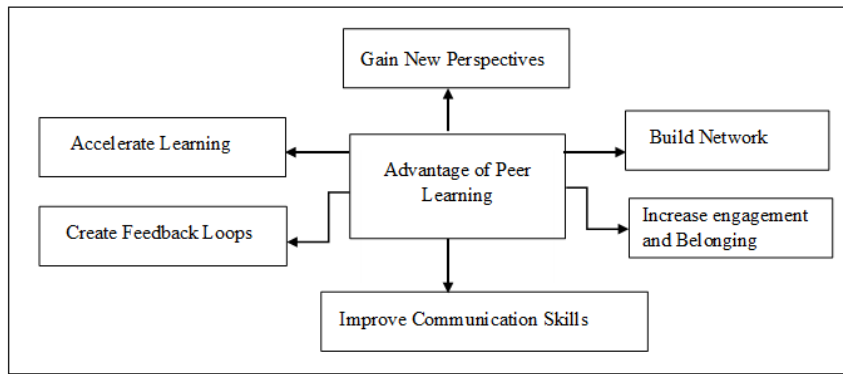 Gain New Perspectives
Accelerate Learning
Build Network
Advantage of Peer
Learning
Create Feedback Loops
Increase engagement
and Belonging
Improve Communication Skills